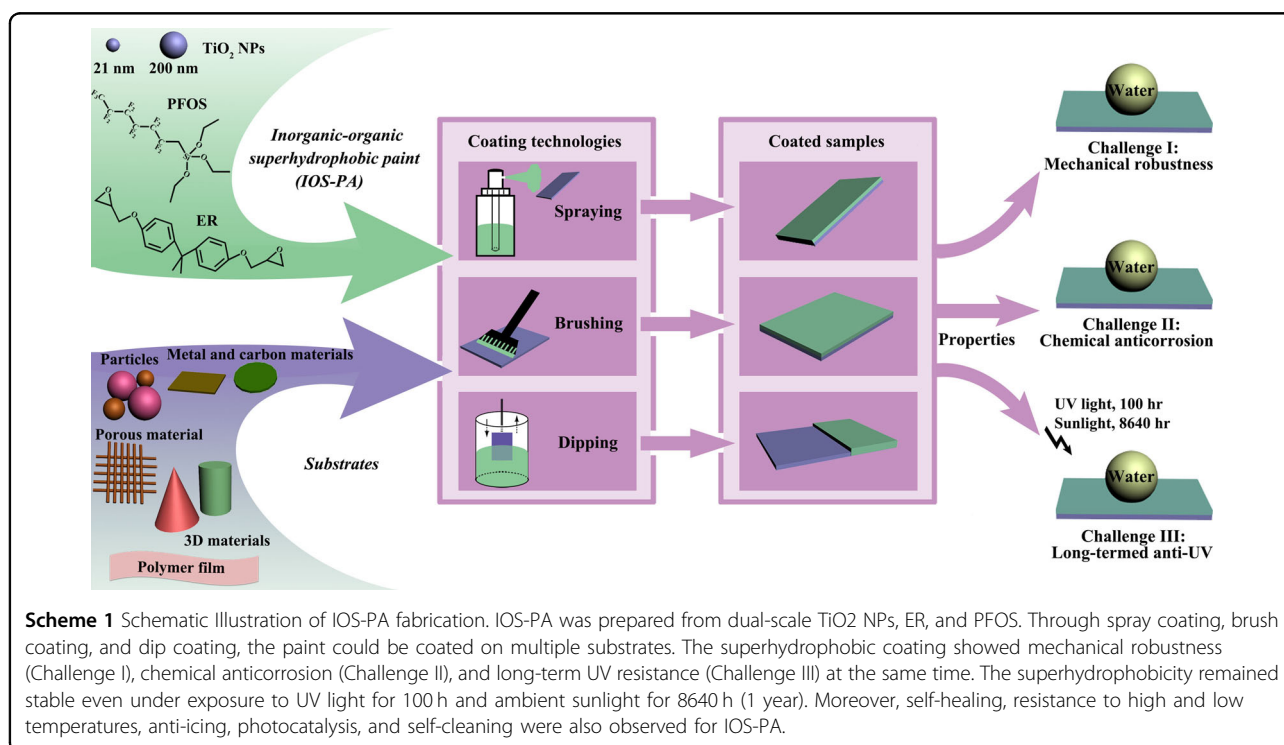 TiO2 NPs
21 nm 200 nm
PFOS
Inorganic-organic
superhydrophobic paint
(IOS-PA)
ER
Particles
Metal and carbon materials
Porous material
Substrates
3D materials
Polymer film
Coating technologies
Spraying
Brushing
Dipping
Coated samples
Properties
Water
Challenge I:
Mechanical robustness
Water
Challenge II:
Chemical anticorrosion
UV light, 100 hr
Sunlight, 8640 hr
Water
Challenge III:
Long-termed anti-UV
Scheme 1 Schematic Illustration of IOS-PA fabrication. IOS-PA was prepared from dual-scale TiO2 NPs, ER, and PFOS. Through spray coating, brush
coating, and dip coating, the paint could be coated on multiple substrates. The superhydrophobic coating showed mechanical robustness
(Challenge I), chemical anticorrosion (Challenge II), and long-term UV resistance (Challenge III) at the same time. The superhydrophobicity remained
stable even under exposure to UV light for 100 h and ambient sunlight for 8640 h (1 year). Moreover, self-healing, resistance to high and low
temperatures, anti-icing, photocatalysis, and self-cleaning were also observed for IOS-PA.